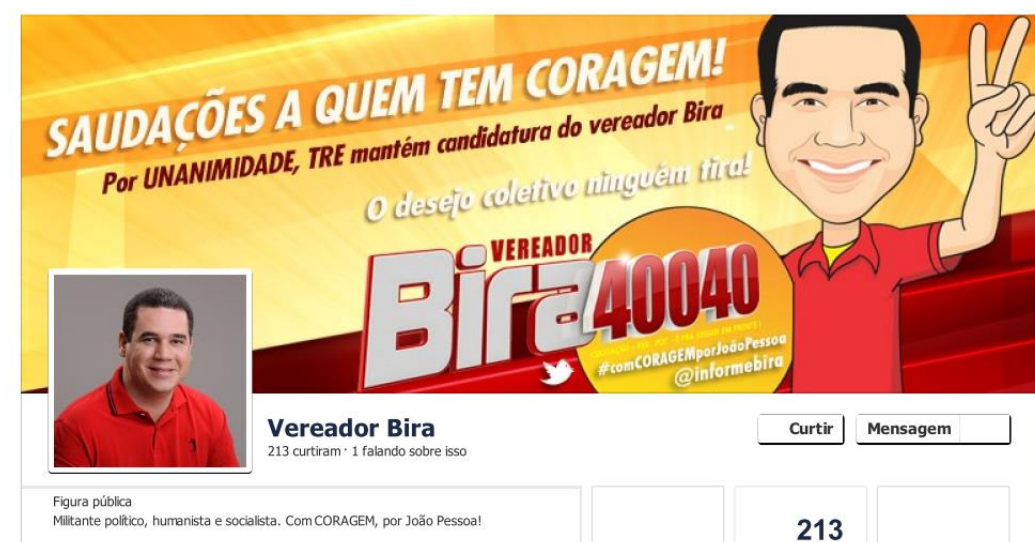 SAUDAÇÕES A QUEM TEM CORAGEM!
Por UNANIMIDADE, TRE mantém candidatura do vereador Bira
O desejo coletivo ninguém tira!
VEREADOR
Bira 40040
#comCORAGEMporJoãoPessoa
@informebira
Vereador Bira
213 curtiram · 1 falando sobre isso
Curtir
Mensagem
Figura pública
Militante político, humanista e socialista. Com CORAGEM, por João Pessoa!
213